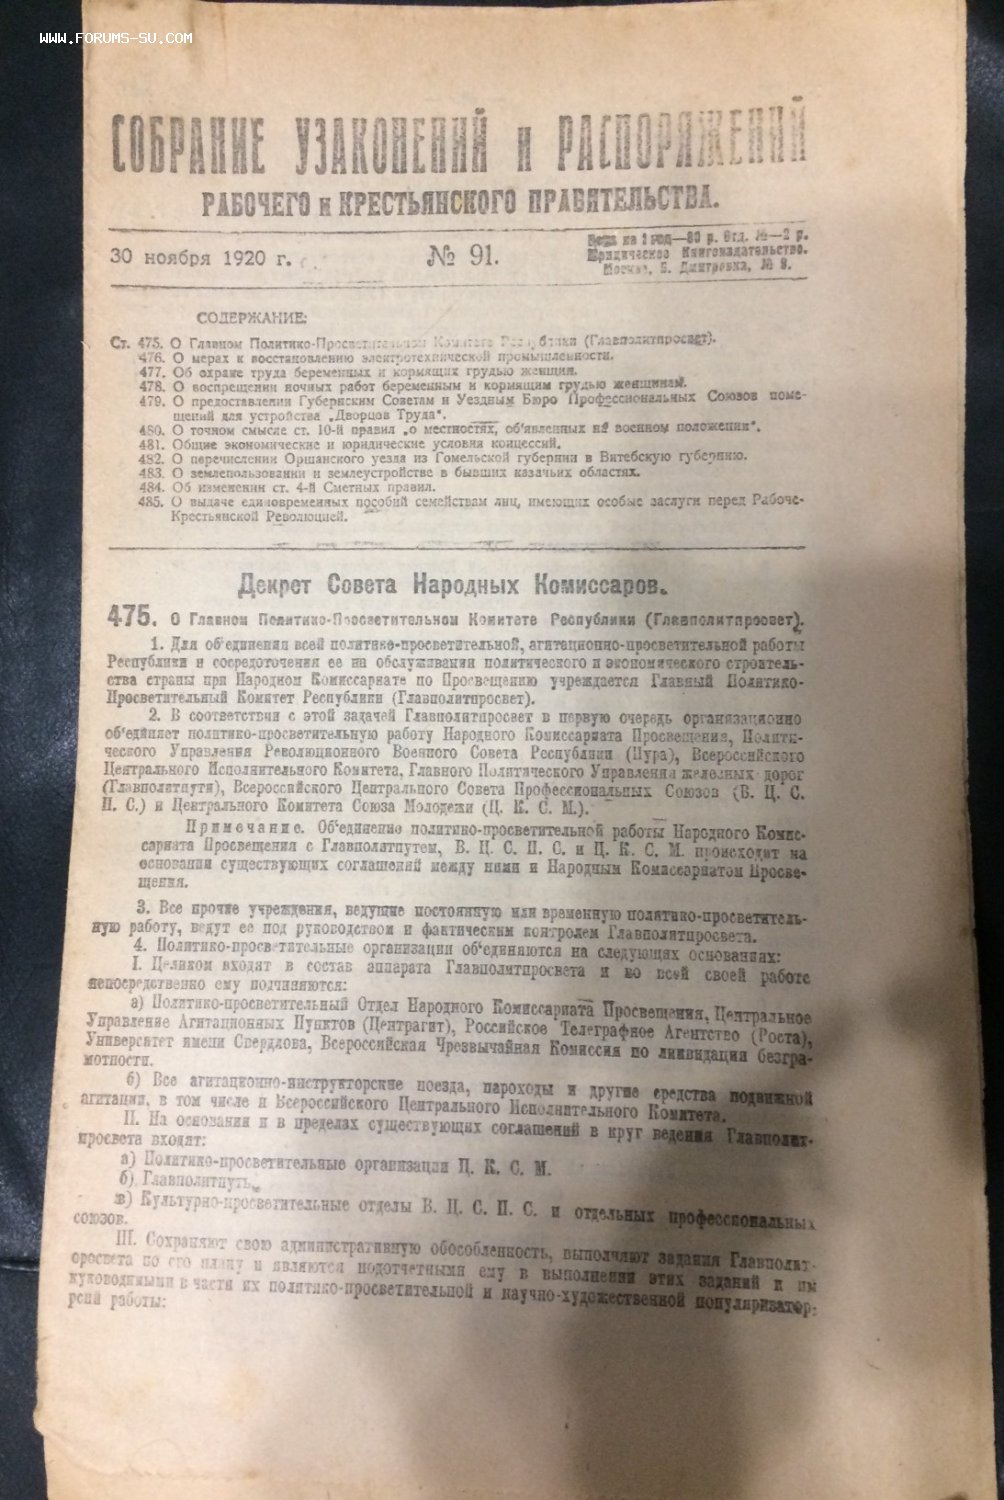 www.forums-su.com
СОБРАНИЕ УЗАКОНЕНИЙ и РАСПОРЯЖЕНИЙ
РАБОЧЕГО и КРЕСТЬЯНСКОГО ПРАВИТЕЛЬСТВА.
30 ноября 1920 г.
№ 91.
Цена на 1 год—80 р. Отд. №—2 р.
Юридическое Книгоиздательство.
Москва, Б. Дмитровка, № 9.
СОДЕРЖАНИЕ:
Ст. 475. О Главном Политико-Просветительном Комитете Республики (Главполитпросвет).
476. О мерах к восстановлению электротехнической промышленности.
477. Об охране труда беременных и кормящих грудью женщин.
478. О воспрещении ночных работ беременным и кормящим грудью женщинам.
479. О предоставлении Губернским Советам и Уездным Бюро Профессиональных Союзов поме-
щений для устройства „Дворцов Труда“.
480. О точном смысле ст. 10-й правил „о местностях, об‘явленных на военном положении“.
481. Общие экономические и юридические условия концессий.
482. О перечислении Оршанского уезда из Гомельской губернии в Витебскую губернию.
483. О землепользовании и землеустройстве в бывших казачьих областях.
484. Об изменении ст. 4-й Сметных правил.
485. О выдаче единовременных пособий семействам лиц, имеющих особые заслуги перед Рабоче-
Крестьянской Революцией.
Декрет Совета Народных Комиссаров.
475. О Главном Политико-Просветительном Комитете Республики (Главполитпросвет).
1. Для об‘единения всей политико-просветительной, агитационно-просветительной работы
Республики и сосредоточения ее на обслуживании политического и экономического строитель-
ства страны при Народном Комиссариате по Просвещению учреждается Главный Политико-
Просветительный Комитет Республики (Главполитпросвет).
2. В соответствии с этой задачей Главполитпросвет в первую очередь организационно
об‘единяет политико-просветительную работу Народного Комиссариата Просвещения, Полити-
ческого Управления Революционного Военного Совета Республики (Пура), Всероссийского
Центрального Исполнительного Комитета, Главного Политического Управления железных дорог
(Главполитпути), Всероссийского Центрального Совета Профессиональных Союзов (В. Ц. С.
П. С.) и Центрального Комитета Союза Молодежи (Ц. К. С. М.).
Примечание. Об‘единение политико-просветительной работы Народного Комис-
сариата Просвещения с Главполитпутем, В. Ц. С. П. С. и Ц. К. С. М. происходит на
основании существующих соглашений между ними и Народным Комиссариатом Просве-
щения.
3. Все прочие учреждения, ведущие постоянную или временную политико-просветитель-
ную работу, ведут ее под руководством и фактическим контролем Главполитпросвета.
4. Политико-просветительные организации об‘единяются на следующих основаниях:
I. Целиком входят в состав аппарата Главполитпросвета и во всей своей работе
непосредственно ему подчиняются:
а) Политико-просветительный Отдел Народного Комиссариата Просвещения, Центральное
Управление Агитационных Пунктов (Центрагит), Российское Телеграфное Агентство (Роста),
Университет имени Свердлова, Всероссийская Чрезвычайная Комиссия по ликвидации безгра-
мотности.
б) Все агитационно-инструкторские поезда, пароходы и другие средства подвижной
агитации, в том числе и Всероссийского Центрального Исполнительного Комитета.
II. На основании и в пределах существующих соглашений в круг ведения Главполит-
просвета входят:
а) Политико-просветительные организации Ц. К. С. М.
б) Главполитпуть.
в) Культурно-просветительные отделы В. Ц. С. П. С. и отдельных профессиональных
союзов.
III. Сохраняют свою административную обособленность, выполняют задания Главполит-
просвета по его плану и являются подотчетными ему в выполнении этих заданий и им
руководимыми в части их политико-просветительной и научно-художественной популяризатор-
ской работы: